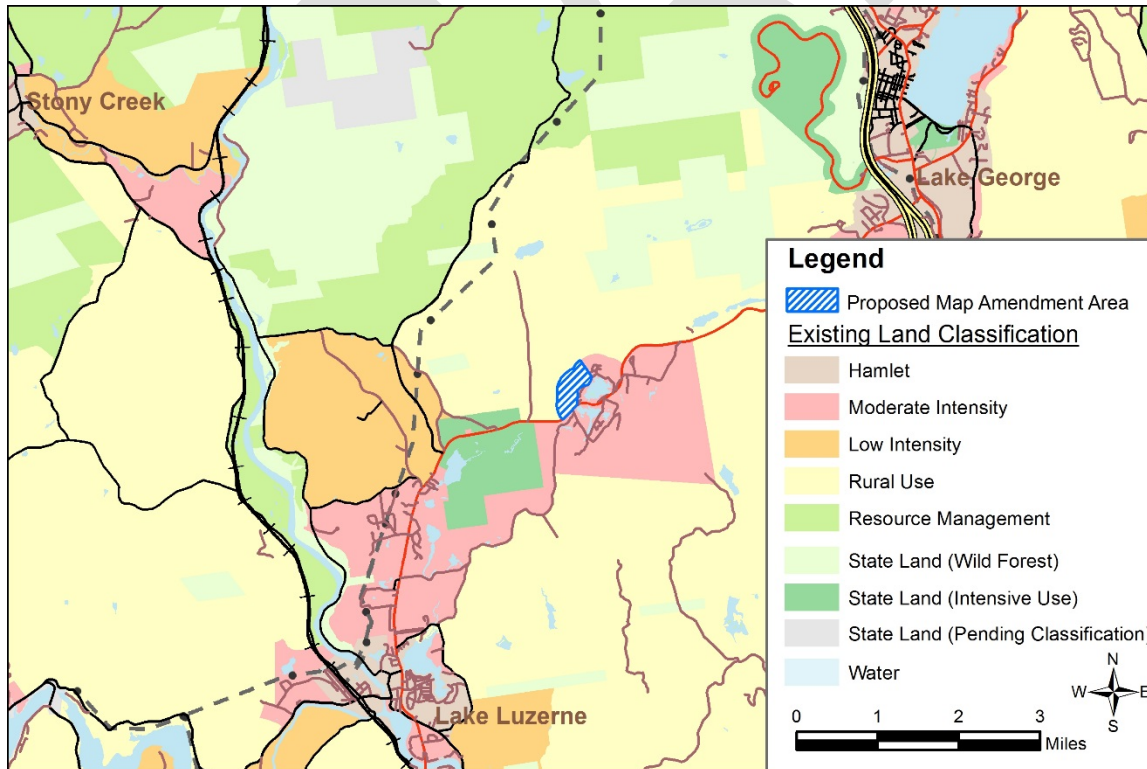 Stony Creek
Lake George
Lake Luzerne
Legend
Proposed Map Amendment Area
Existing Land Classification
Hamlet
Moderate Intensity
Low Intensity
Rural Use
Resource Management
State Land (Wild Forest)
State Land (Intensive Use)
State Land (Pending Classification)
Water
N
W E
S
0 1 2 3
Miles